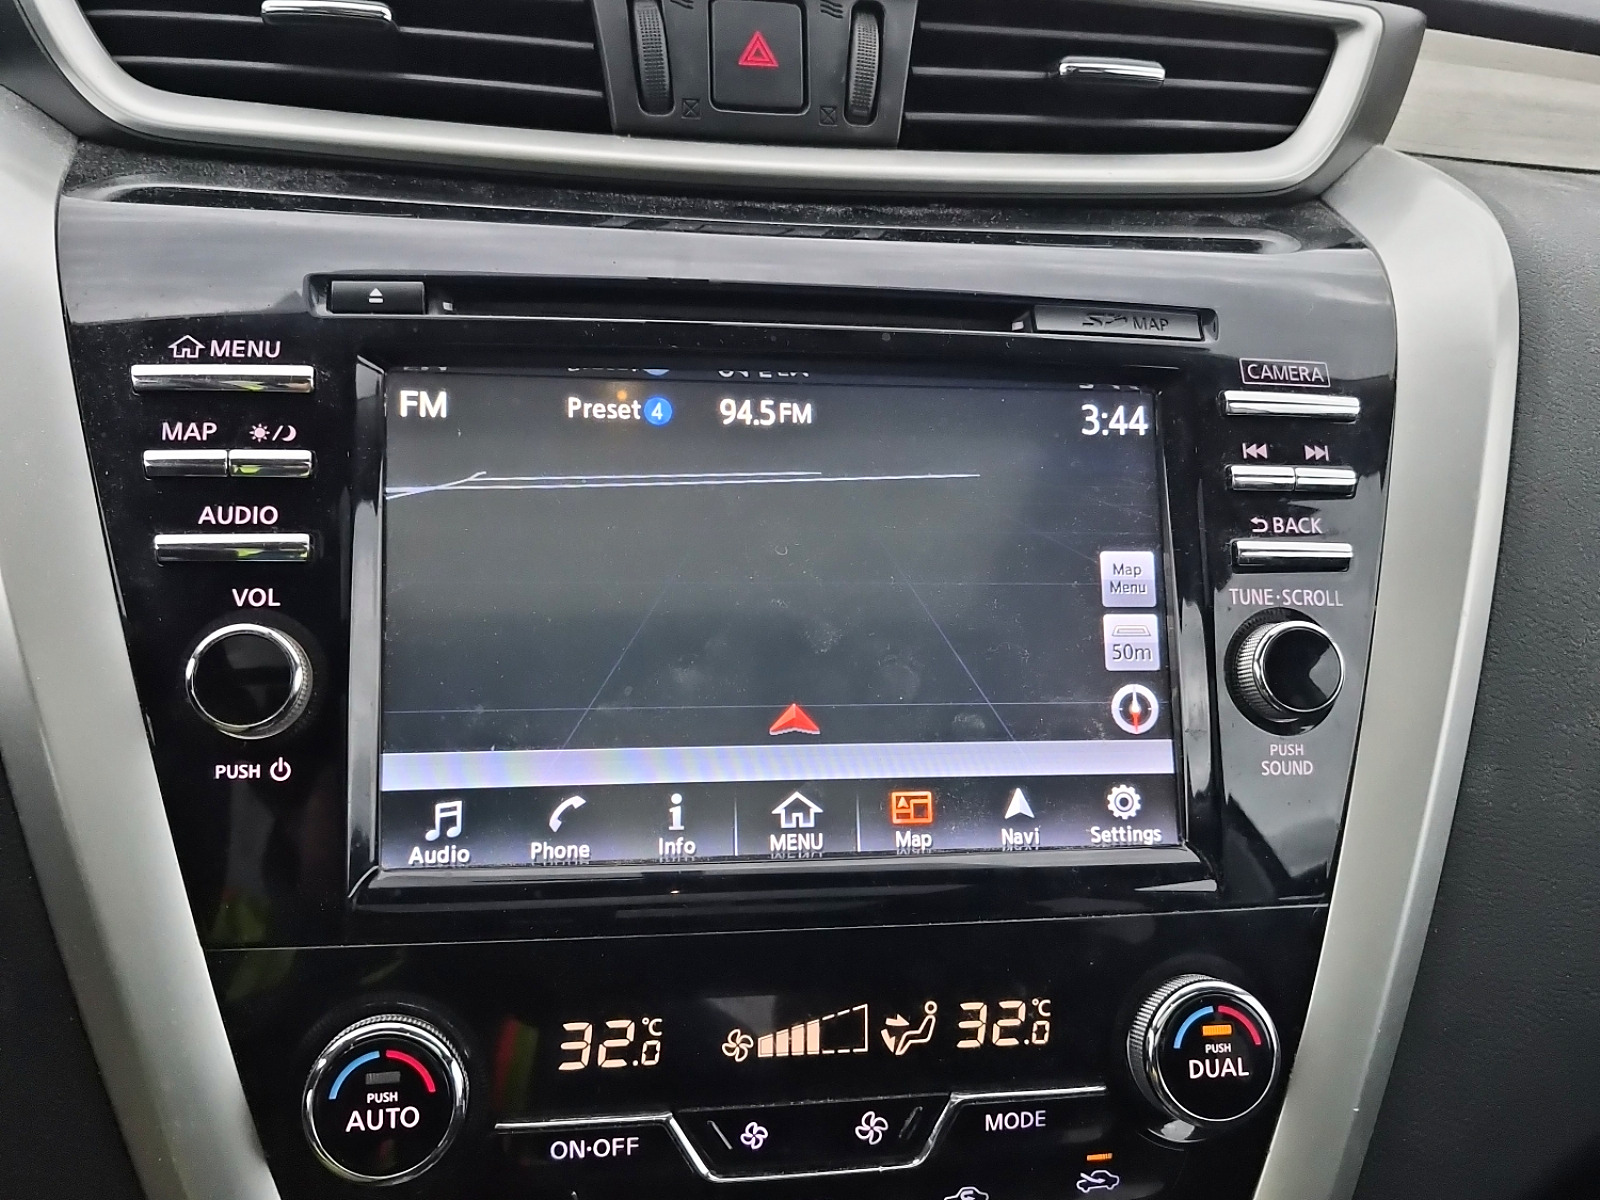 MENU
MAP
AUDIO
VOL
PUSH
MAP
CAMERA
BACK
TUNE·SCROLL
PUSH
SOUND
FM Preset 4 94.5 FM 3:44
Map
Menu
50m
Audio Phone Info MENU Map Navi Settings
32.0°C 32.0°C
PUSH
AUTO
PUSH
DUAL
ON·OFF
MODE